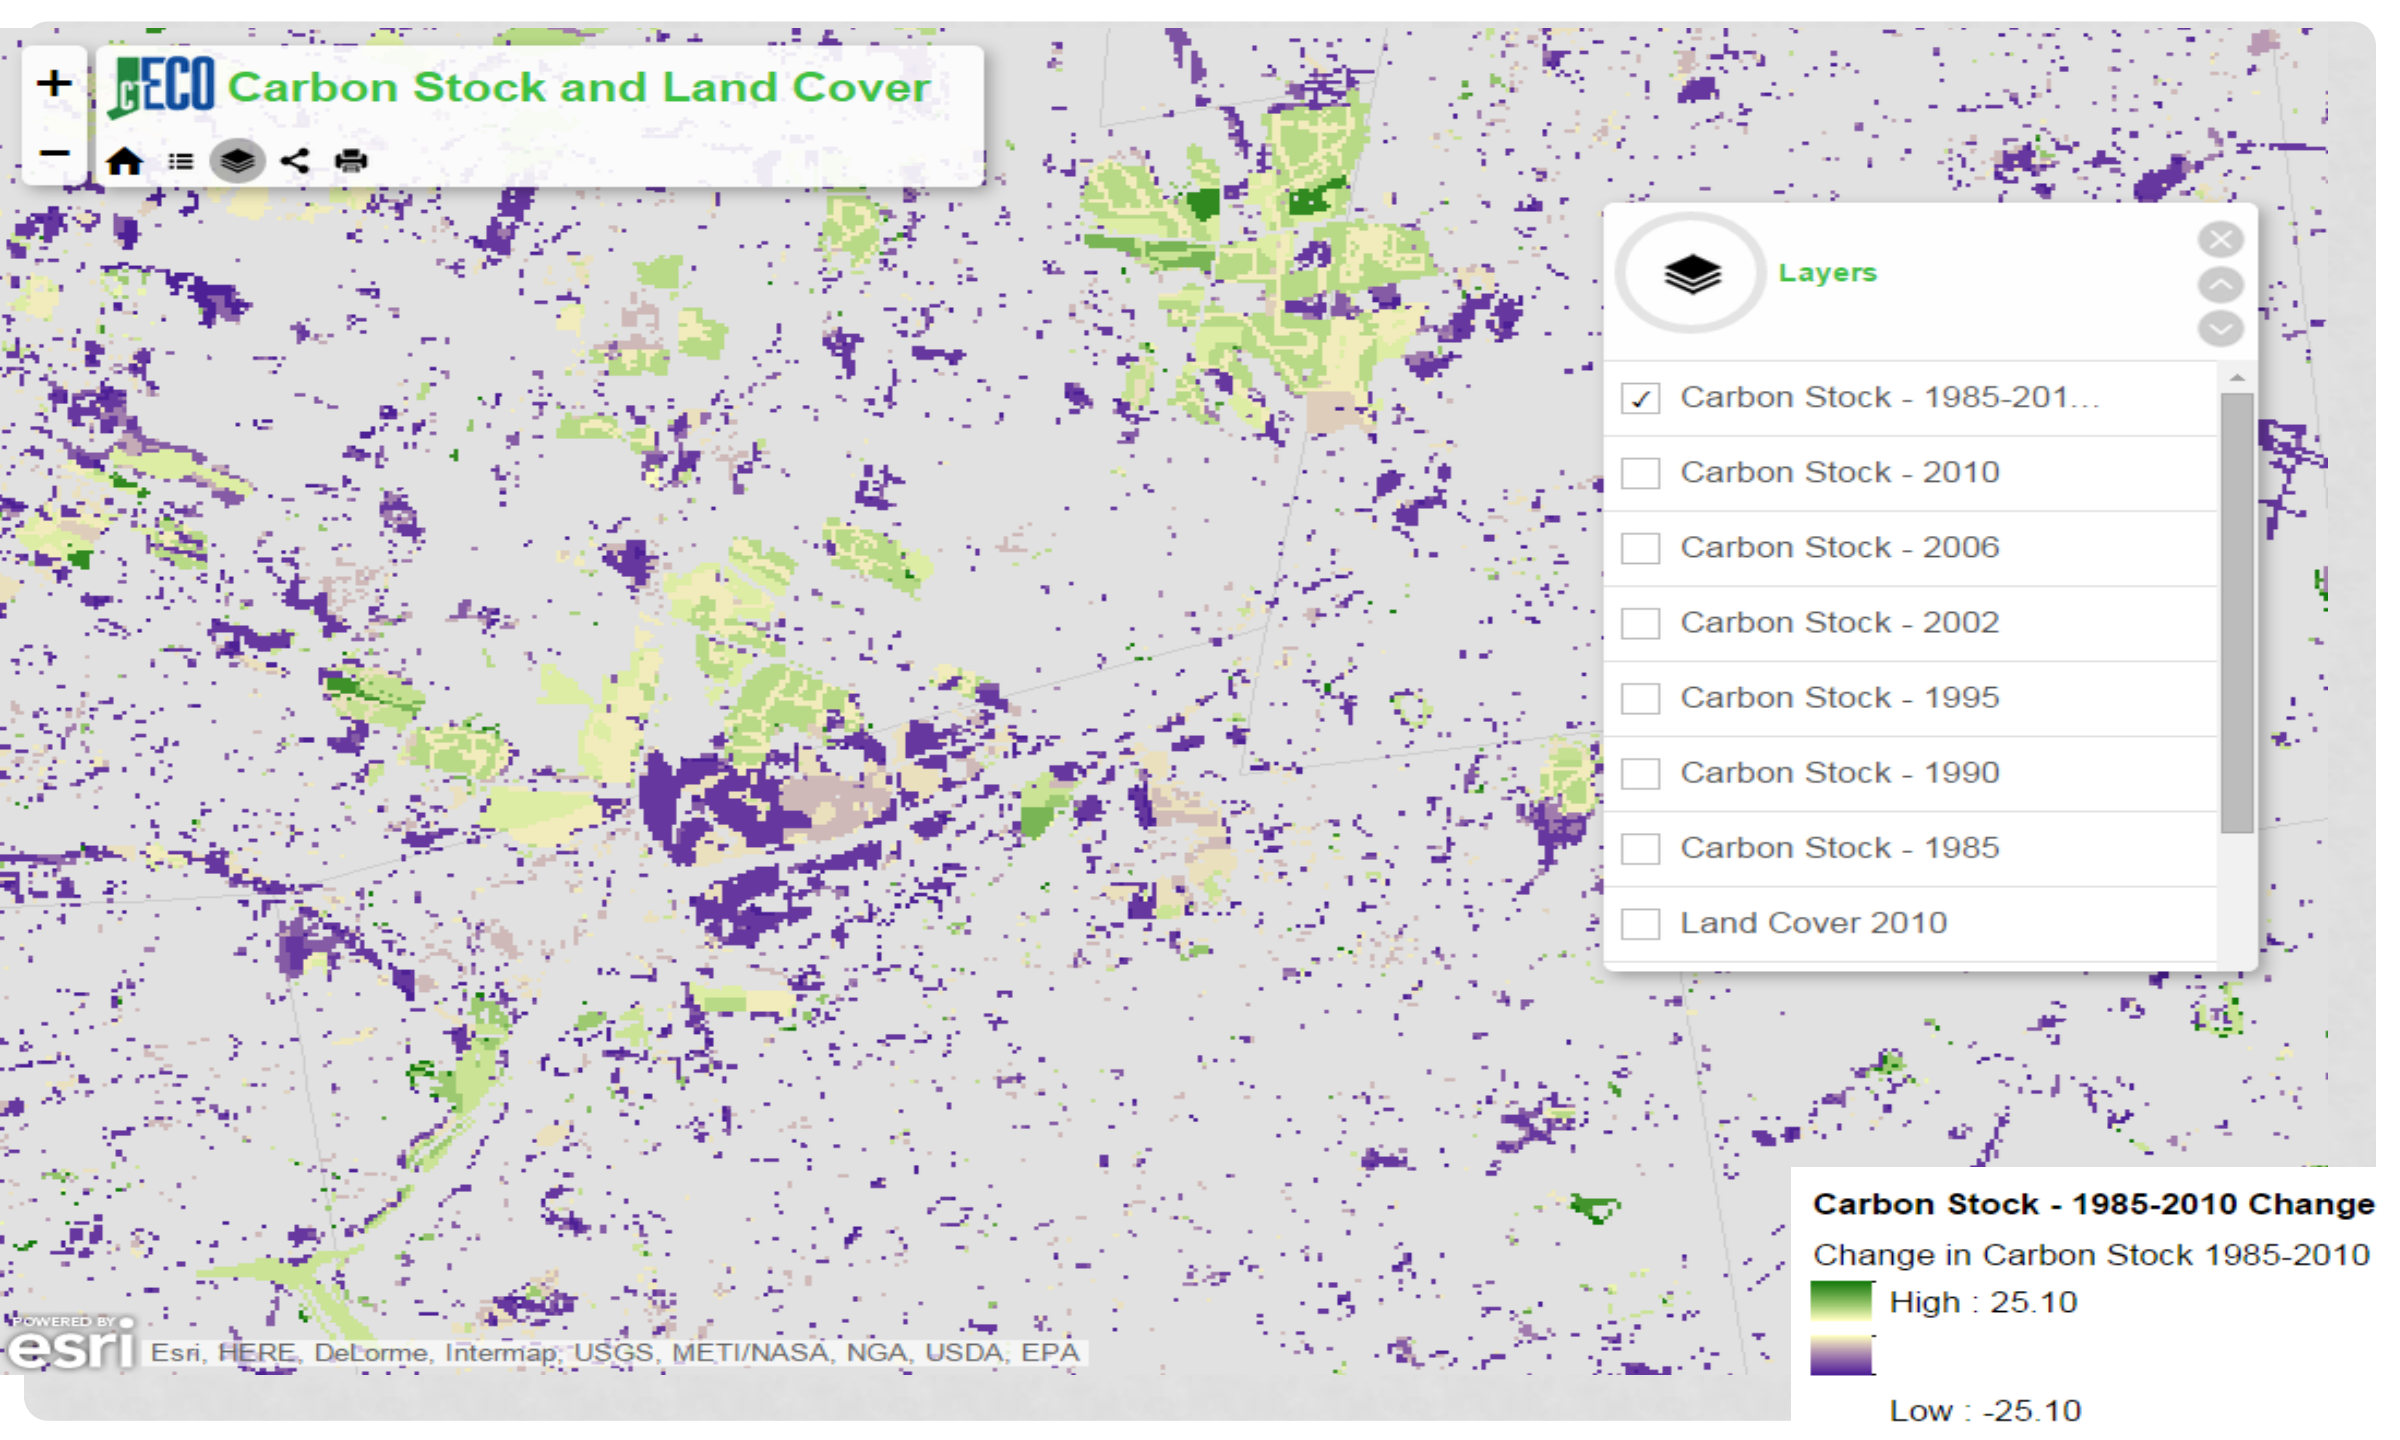 +
CTECO Carbon Stock and Land Cover
−
Layers
Carbon Stock - 1985-201...
Carbon Stock - 2010
Carbon Stock - 2006
Carbon Stock - 2002
Carbon Stock - 1995
Carbon Stock - 1990
Carbon Stock - 1985
Land Cover 2010
Carbon Stock - 1985-2010 Change
Change in Carbon Stock 1985-2010
High : 25.10
Low : -25.10
POWERED BY
esri
Esri, HERE, DeLorme, Intermap, USGS, METI/NASA, NGA, USDA, EPA